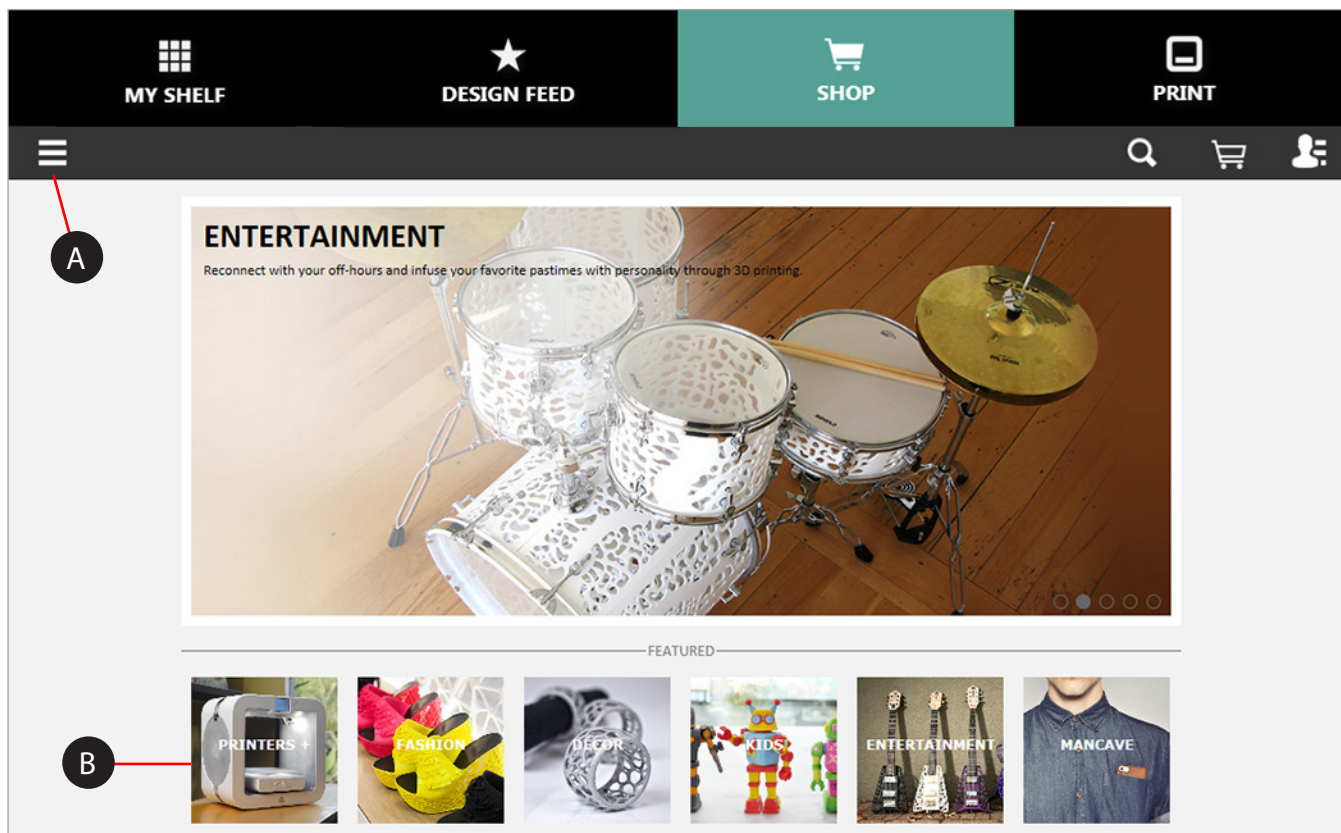 MY SHELF
DESIGN FEED
SHOP
PRINT
A
ENTERTAINMENT
Reconnect with your off-hours and infuse your favorite pastimes with personality through 3D printing.
FEATURED
B
PRINTERS +
FASHION
DECOR
KIDS
ENTERTAINMENT
MANCAVE